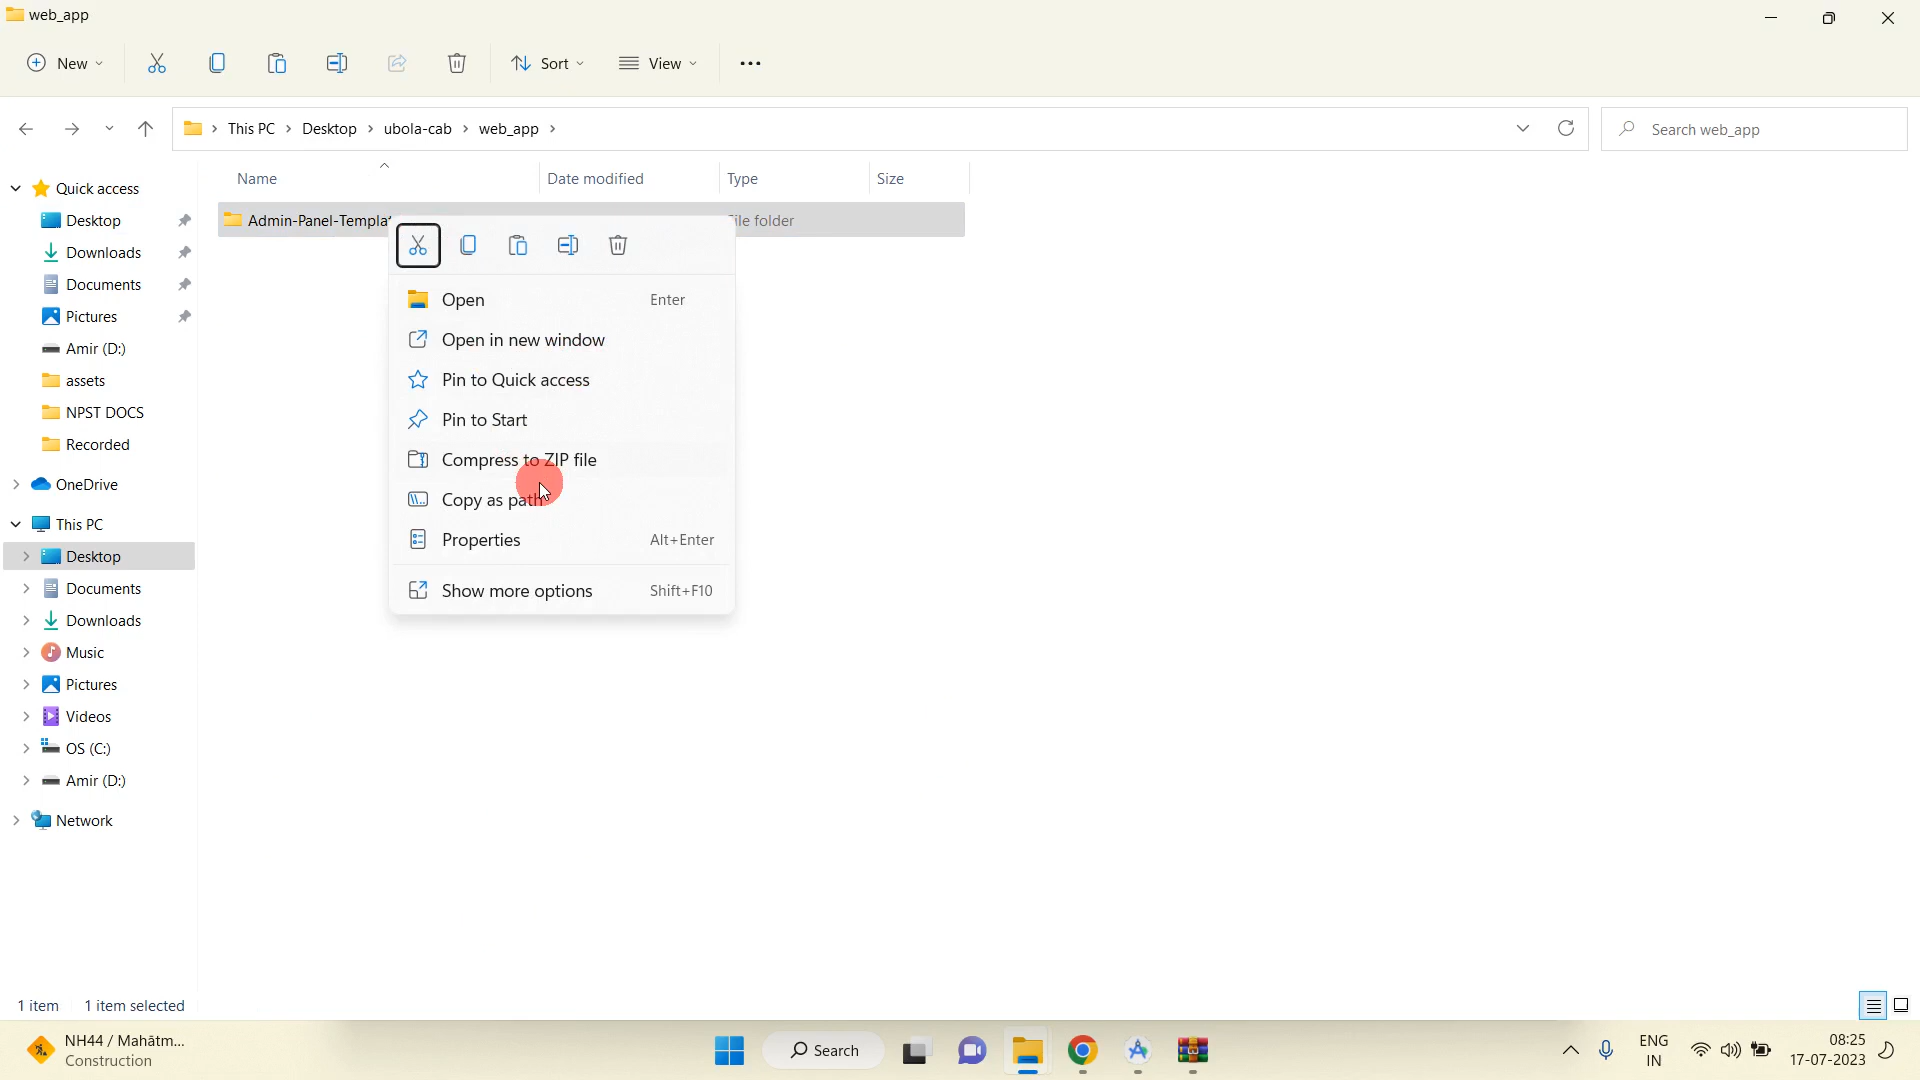 web_app
New
Sort
View
This PC
Desktop
ubola-cab
web_app
Search web_app
Name
Date modified
Type
Size
Admin-Panel-Templat
File folder
Quick access
Desktop
Downloads
Documents
Pictures
Amir (D:)
assets
NPST DOCS
Recorded
OneDrive
This PC
Desktop
Documents
Downloads
Music
Pictures
Videos
OS (C:)
Amir (D:)
Network
Open Enter
Open in new window
Pin to Quick access
Pin to Start
Compress to ZIP file
Copy as path
Properties Alt+Enter
Show more options Shift+F10
1 item 1 item selected
NH44 / Mahātm...
Construction
Search
ENG
IN
08:25
17-07-2023